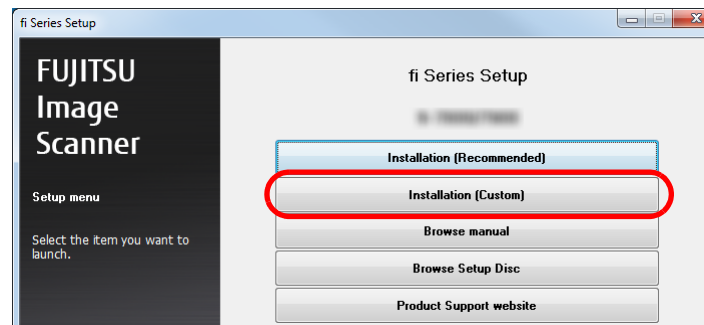 fi Series Setup
FUJITSU
Image
Scanner
Setup menu
Select the item you want to
launch.
fi Series Setup
Installation (Recommended)
Installation (Custom)
Browse manual
Browse Setup Disc
Product Support website